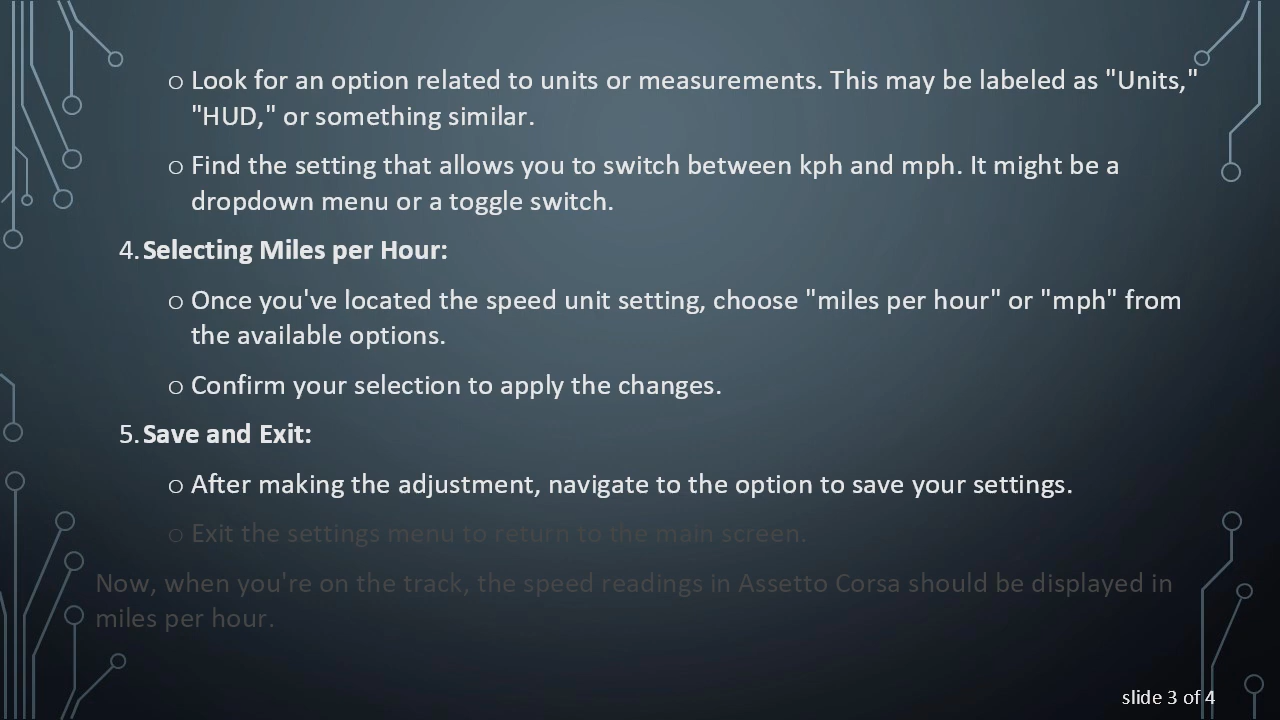 ○ Look for an option related to units or measurements. This may be labeled as "Units,"
"HUD," or something similar.
○ Find the setting that allows you to switch between kph and mph. It might be a
dropdown menu or a toggle switch.
4. Selecting Miles per Hour:
○ Once you've located the speed unit setting, choose "miles per hour" or "mph" from
the available options.
○ Confirm your selection to apply the changes.
5. Save and Exit:
○ After making the adjustment, navigate to the option to save your settings.
○ Exit the settings menu to return to the main screen.
Now, when you're on the track, the speed readings in Assetto Corsa should be displayed in
miles per hour.
slide 3 of 4